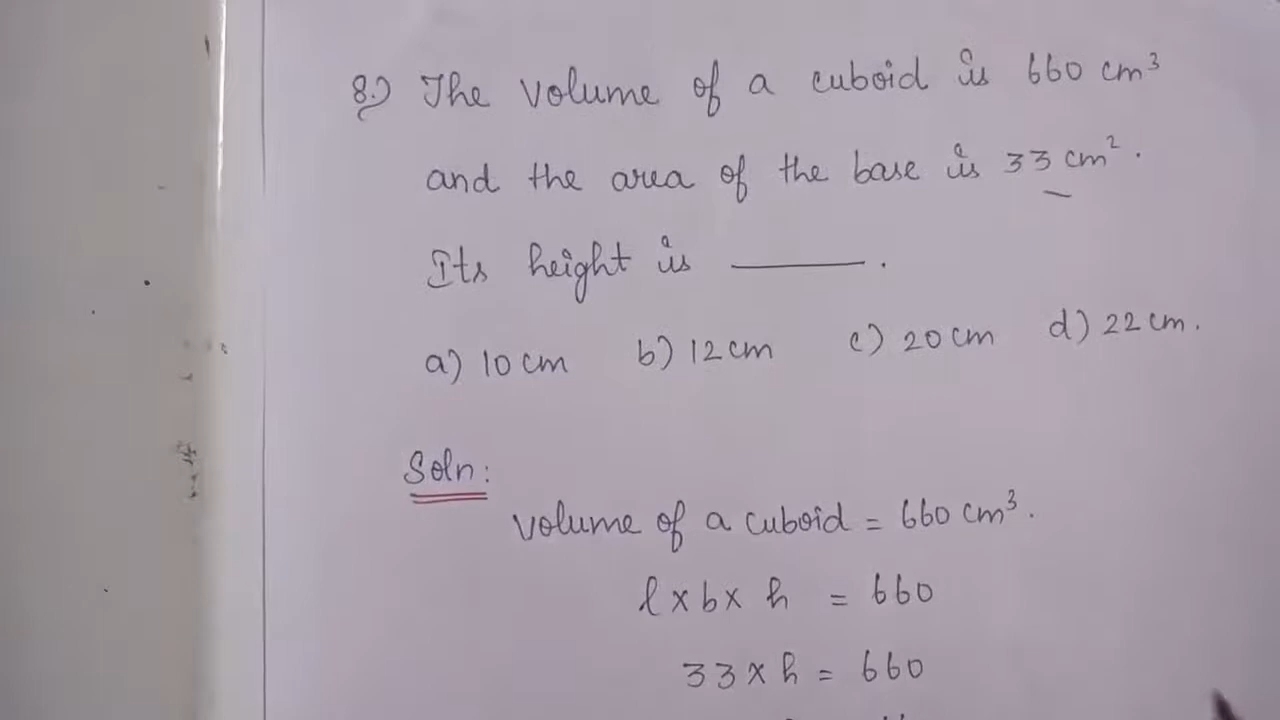 8.) The volume of a cuboid is 660 cm³
and the area of the base is 33 cm².
Its height is ______.
a) 10 cm b) 12 cm c) 20 cm d) 22 cm.
Soln:
Volume of a cuboid = 660 cm³.
l × b × h = 660
33 × h = 660